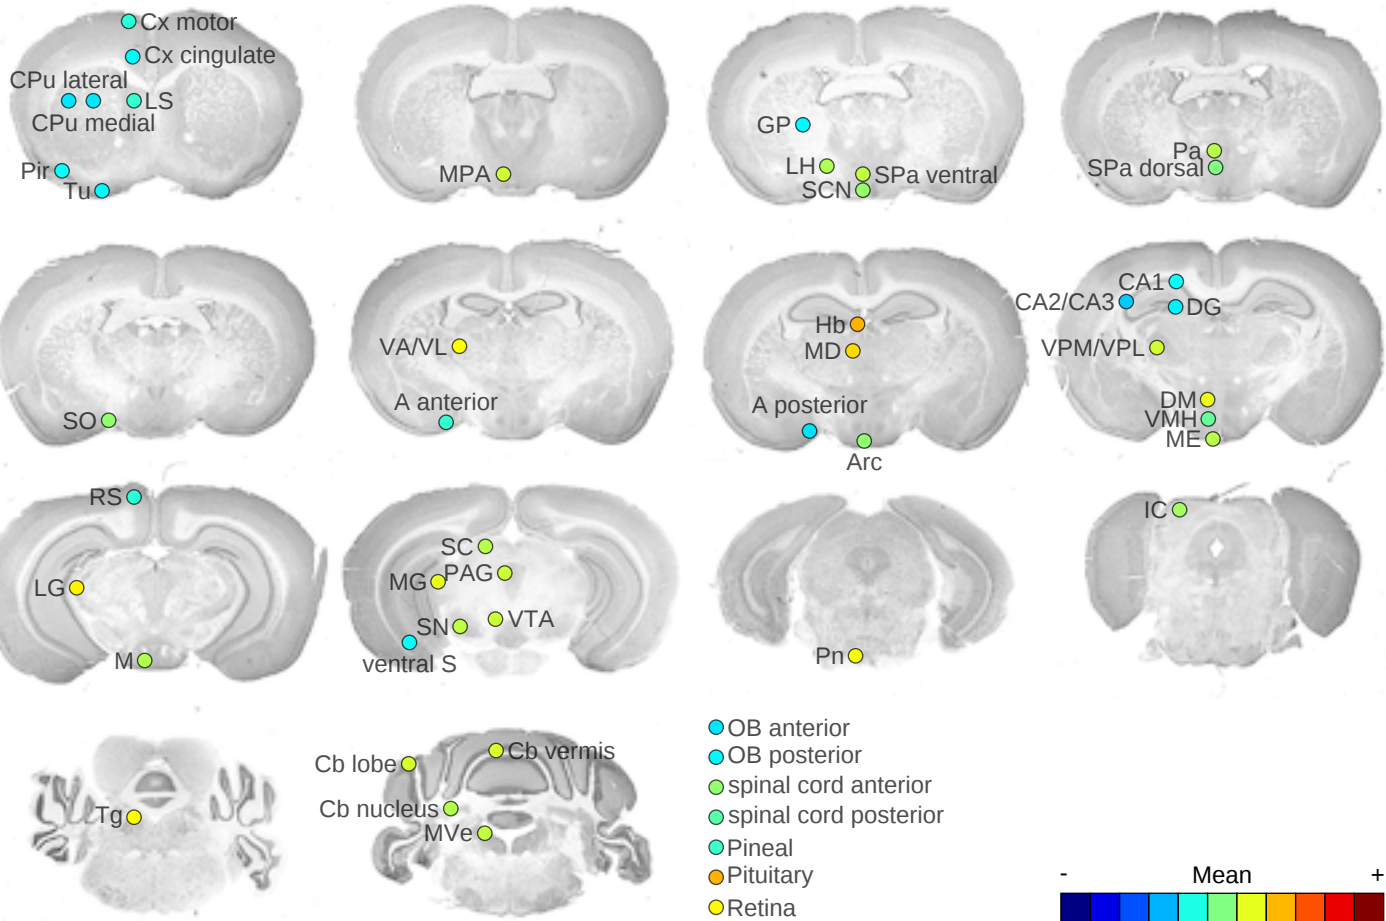 Cx motor
Cx cingulate
CPu lateral
LS
CPu medial
Pir
Tu
MPA
GP
LH
SPa ventral
SCN
Pa
SPa dorsal
SO
VA/VL
A anterior
Hb
MD
A posterior
Arc
CA1
CA2/CA3
DG
VPM/VPL
DM
VMH
ME
RS
LG
M
SC
PAG
MG
SN
VTA
ventral S
Pn
IC
Tg
Cb lobe
Cb vermis
Cb nucleus
MVe
OB anterior
OB posterior
spinal cord anterior
spinal cord posterior
Pineal
Pituitary
Retina
- Mean +